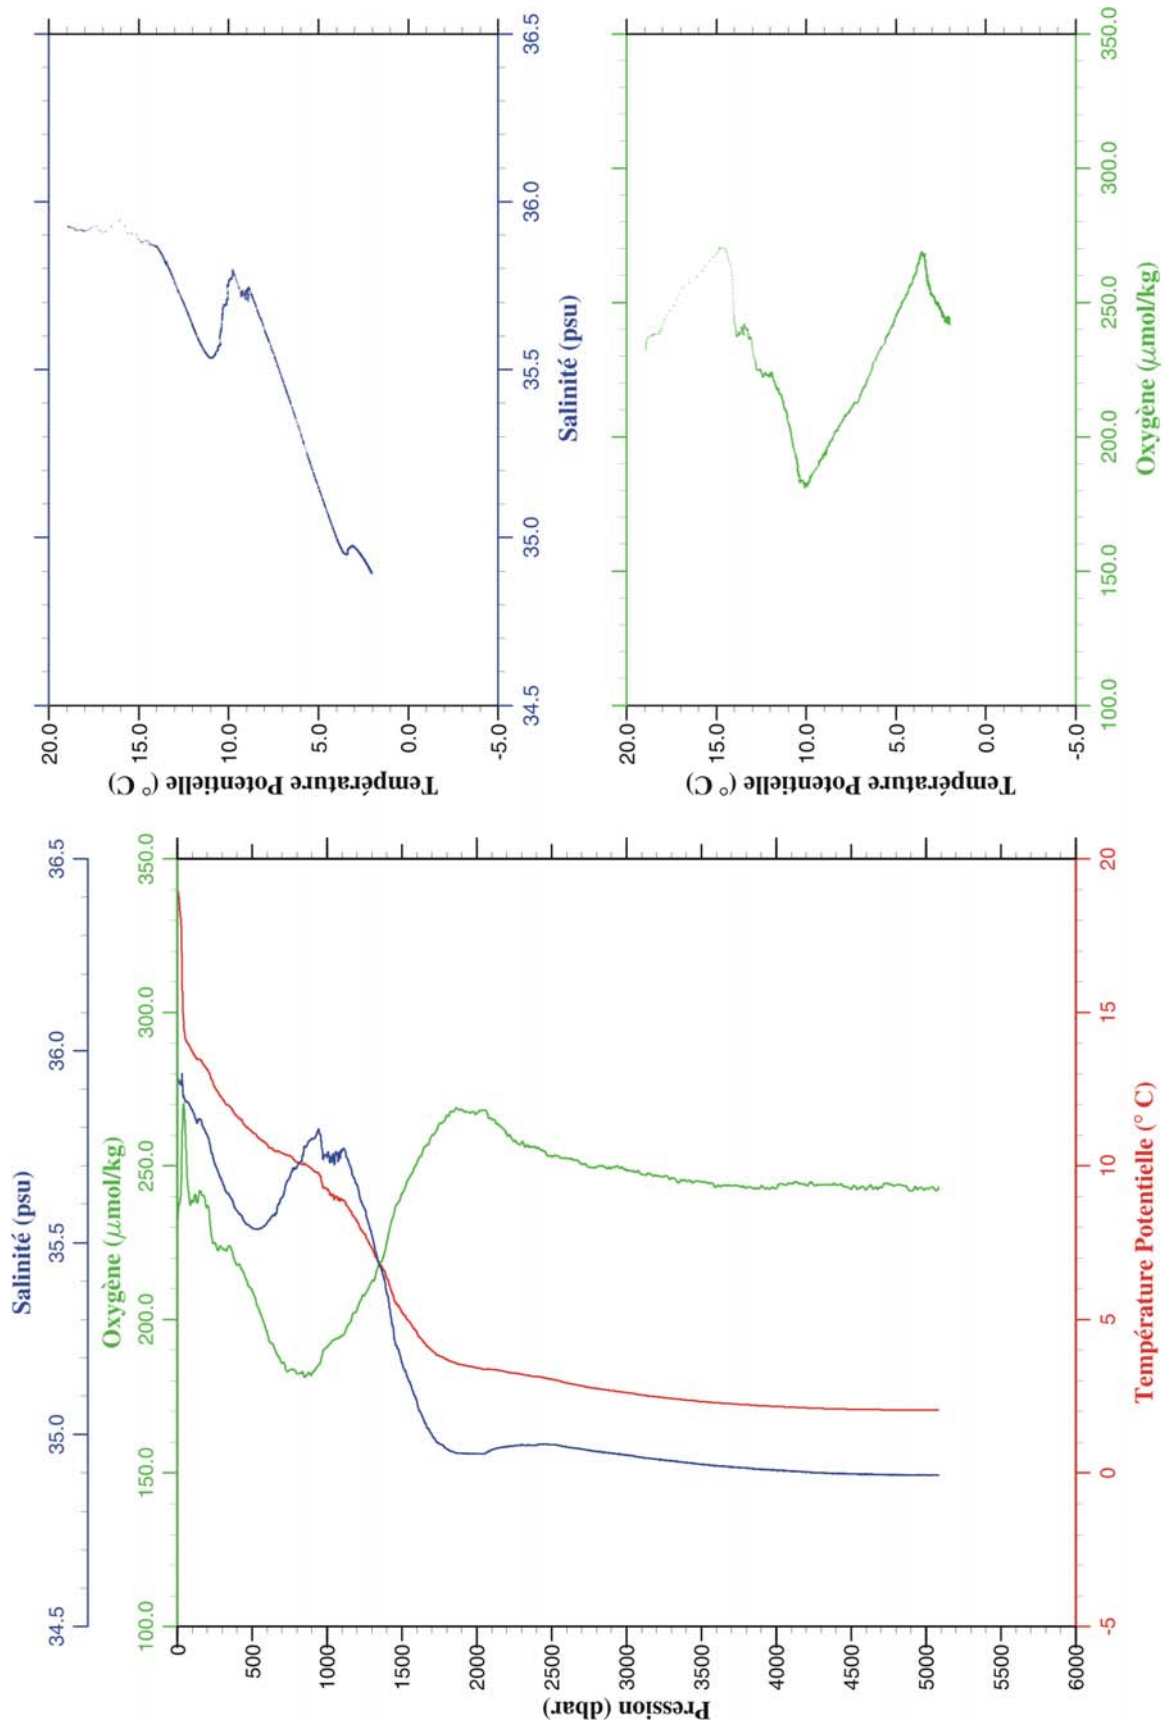 Salinité (psu)
34.5 35.0 35.5 36.0 36.5
Oxygène (μmol/kg)
100.0 150.0 200.0 250.0 300.0 350.0
Pression (dbar)
0
500
1000
1500
2000
2500
3000
3500
4000
4500
5000
5500
6000
-5 0 5 10 15 20
Température Potentielle (° C)
Température Potentielle (° C)
20.0
15.0
10.0
5.0
0.0
-5.0
34.5 35.0 35.5 36.0 36.5
Salinité (psu)
Température Potentielle (° C)
20.0
15.0
10.0
5.0
0.0
-5.0
100.0 150.0 200.0 250.0 300.0 350.0
Oxygène (μmol/kg)